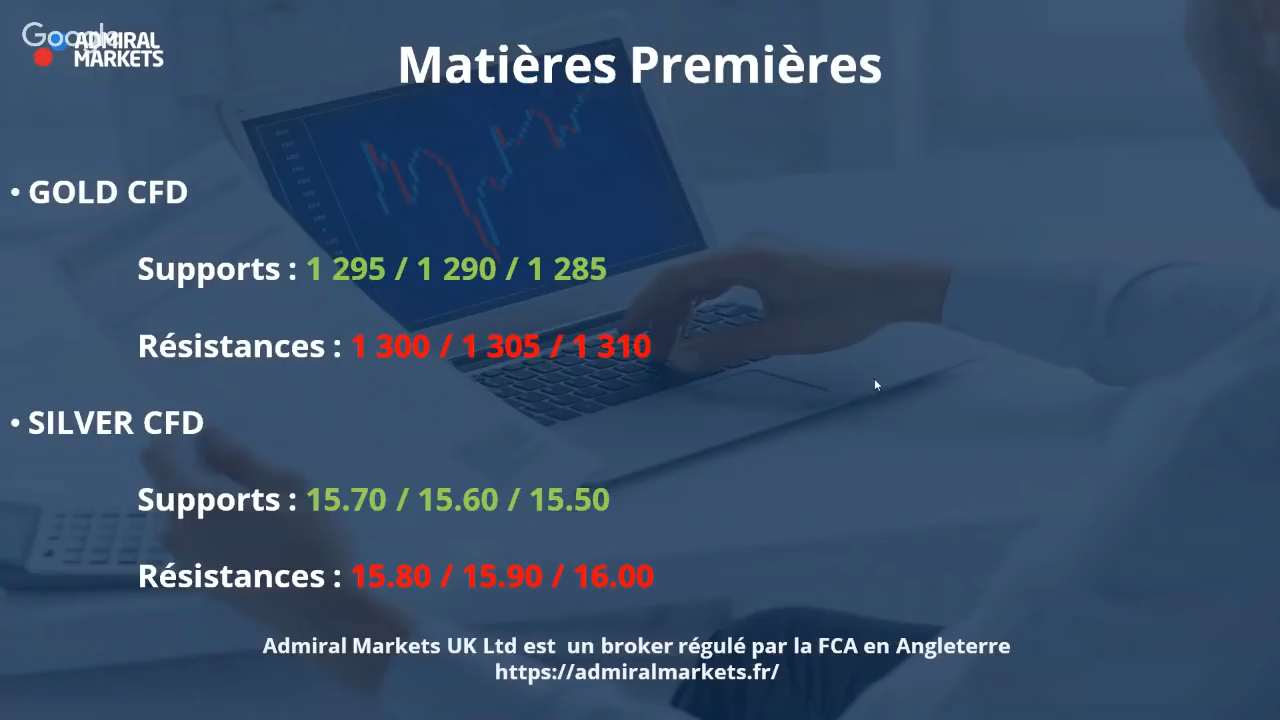 Google
ADMIRAL
MARKETS
Matières Premières
• GOLD CFD
Supports : 1 295 / 1 290 / 1 285
Résistances : 1 300 / 1 305 / 1 310
• SILVER CFD
Supports : 15.70 / 15.60 / 15.50
Résistances : 15.80 / 15.90 / 16.00
Admiral Markets UK Ltd est  un broker régulé par la FCA en Angleterre
https://admiralmarkets.fr/